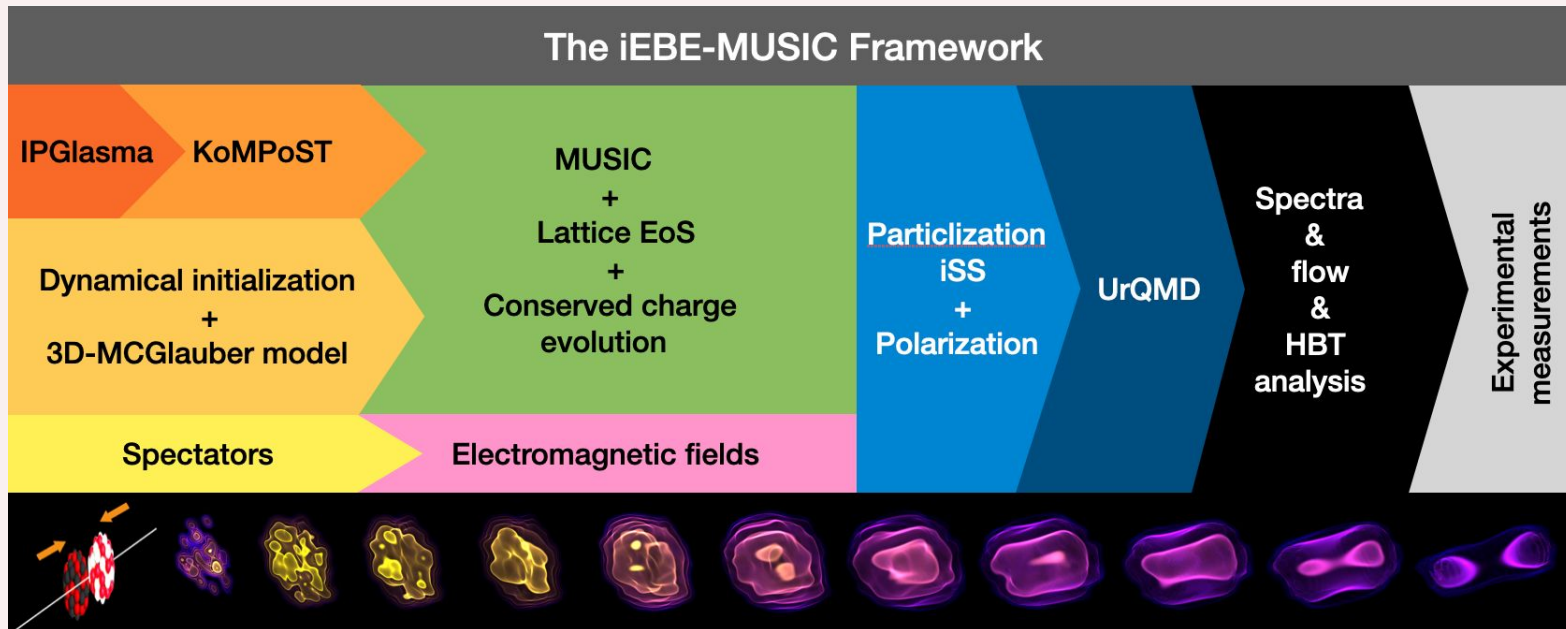 The iEBE-MUSIC Framework
IPGlasma
KoMPoST
Dynamical initialization
+
3D-MCGlauber model
Spectators
MUSIC
+
Lattice EoS
+
Conserved charge
evolution
Electromagnetic fields
Particlization
iSS
+
Polarization
UrQMD
Spectra
&
flow
&
HBT
analysis
Experimental
measurements